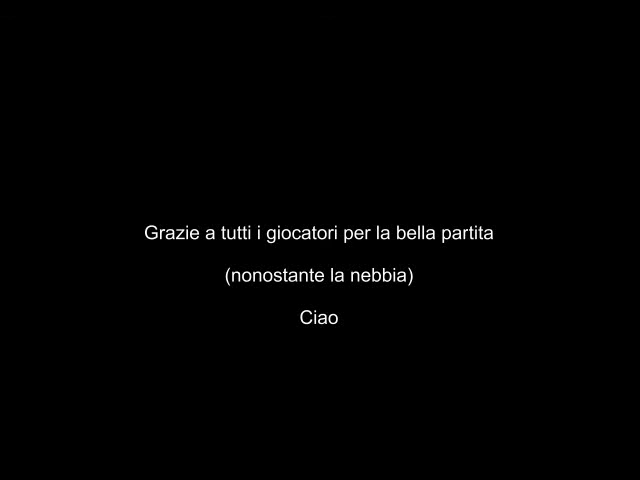 Grazie a tutti i giocatori per la bella partita
(nonostante la nebbia)
Ciao